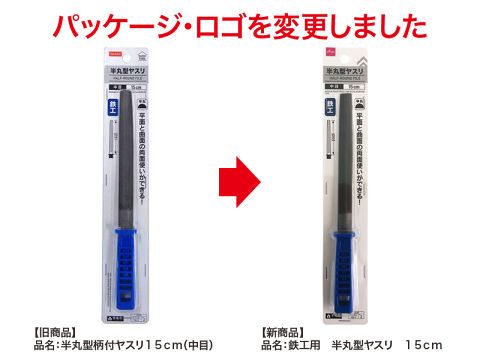 パッケージ・ロゴを変更しました
半丸型ヤスリ
HALF-ROUND FILE
中目 15cm
鉄工
半丸
平面と曲面の両面使いができる!
半丸型ヤスリ
HALF-ROUND FILE
中目 15cm
鉄工
半丸
平面と曲面の両面使いができる!
【旧商品】
品名:半丸型柄付ヤスリ15cm(中目)
【新商品】
品名:鉄工用 半丸型ヤスリ 15cm